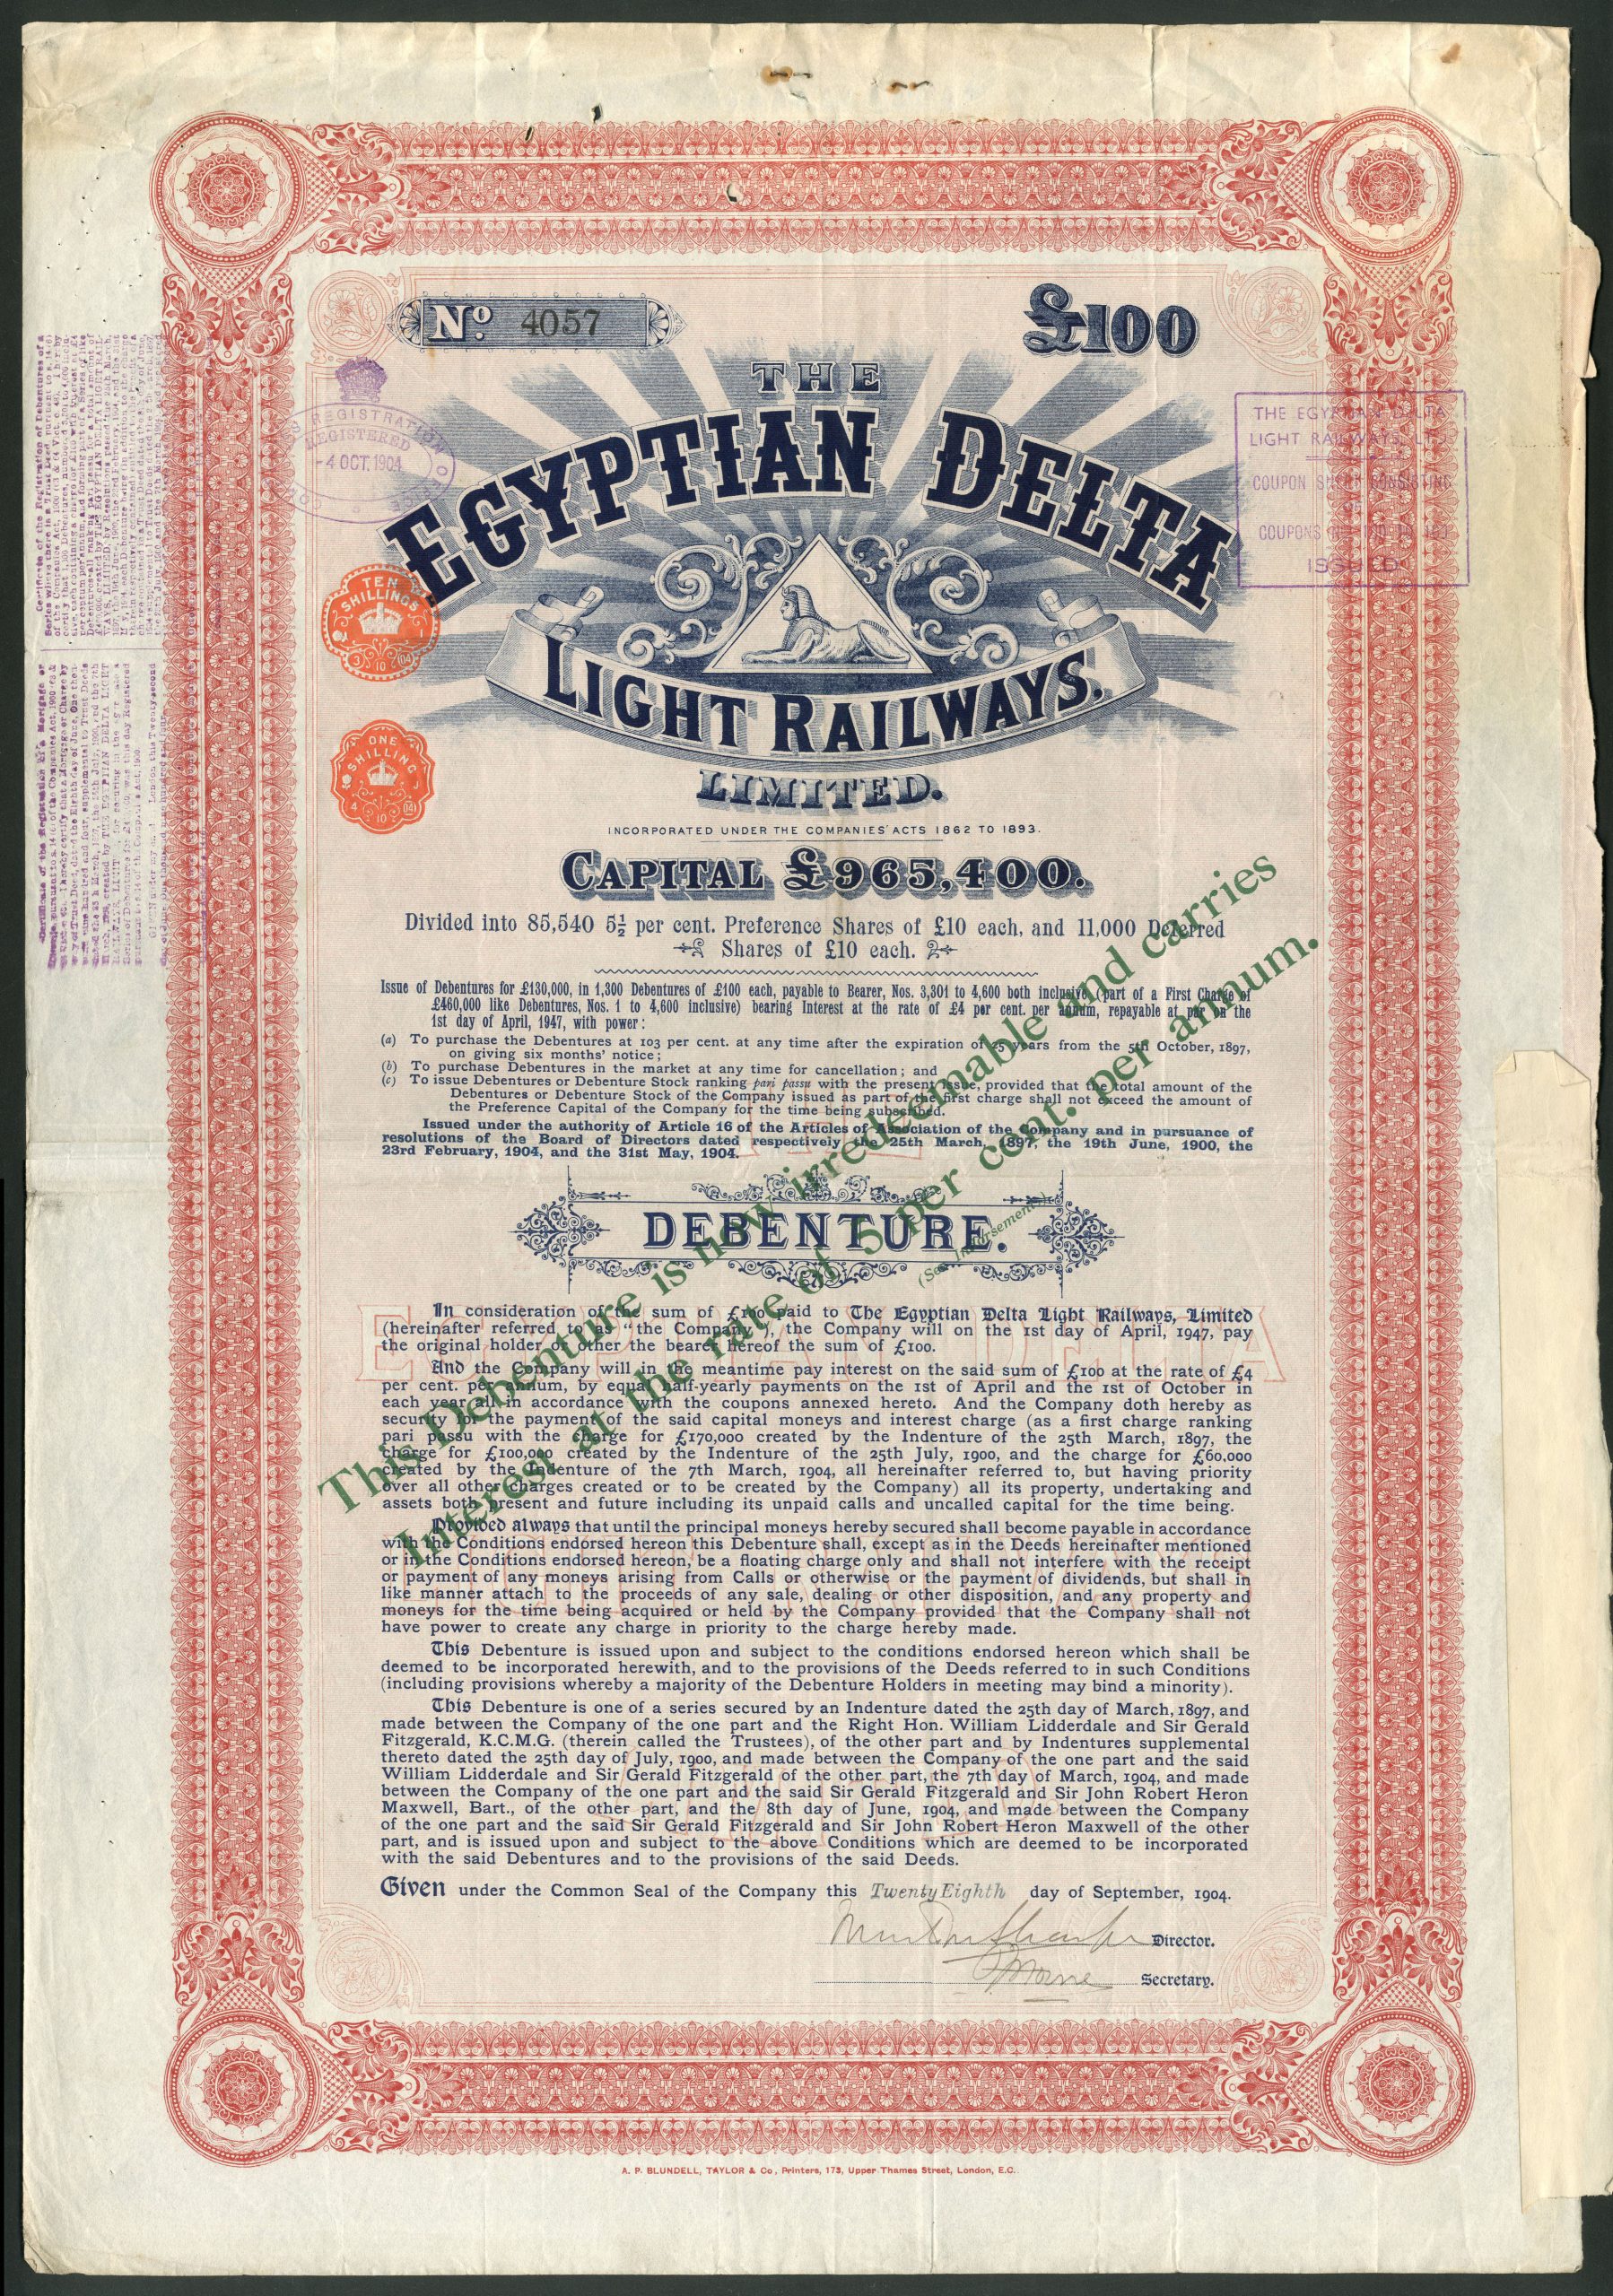 No. 4057
£100
THE
EGYPTIAN DELTA
LIGHT RAILWAYS,
LIMITED.
INCORPORATED UNDER THE COMPANIES' ACTS 1862 TO 1893.
CAPITAL £965,400.
Divided into 85,540 5½ per cent. Preference Shares of £10 each, and 11,000 Deferred
Shares of £10 each.
Issue of Debentures for £130,000, in 1,300 Debentures of £100 each, payable to Bearer, Nos. 3,301 to 4,600 both inclusive, (part of a First Charge of
£460,000 like Debentures, Nos. 1 to 4,600 inclusive) bearing Interest at the rate of £4 per cent. per annum, repayable at par on the
1st day of April, 1947, with power:
(a) To purchase the Debentures at 103 per cent. at any time after the expiration of 25 years from the 5th October, 1897,
on giving six months' notice;
(b) To purchase Debentures in the market at any time for cancellation; and
(c) To issue Debentures or Debenture Stock ranking pari passu with the present issue, provided that the total amount of the
Debentures or Debenture Stock of the Company issued as part of the first charge shall not exceed the amount of
the Preference Capital of the Company for the time being subscribed.
Issued under the authority of Article 16 of the Articles of Association of the Company and in pursuance of
resolutions of the Board of Directors dated respectively the 25th March, 1897, the 19th June, 1900, the
23rd February, 1904, and the 31st May, 1904.
DEBENTURE.
In consideration of the sum of £100 paid to The Egyptian Delta Light Railways, Limited
(hereinafter referred to as "the Company"), the Company will on the 1st day of April, 1947, pay
the original holder or other the bearer hereof the sum of £100.
And the Company will in the meantime pay interest on the said sum of £100 at the rate of £4
per cent. per annum, by equal half-yearly payments on the 1st of April and the 1st of October in
each year all in accordance with the coupons annexed hereto. And the Company doth hereby as
security for the payment of the said capital moneys and interest charge (as a first charge ranking
pari passu with the charge for £170,000 created by the Indenture of the 25th March, 1897, the
charge for £100,000 created by the Indenture of the 25th July, 1900, and the charge for £60,000
created by the Indenture of the 7th March, 1904, all hereinafter referred to, but having priority
over all other charges created or to be created by the Company) all its property, undertaking and
assets both present and future including its unpaid calls and uncalled capital for the time being.
Provided always that until the principal moneys hereby secured shall become payable in accordance
with the Conditions endorsed hereon this Debenture shall, except as in the Deeds hereinafter mentioned
or in the Conditions endorsed hereon, be a floating charge only and shall not interfere with the receipt
or payment of any moneys arising from Calls or otherwise or the payment of dividends, but shall in
like manner attach to the proceeds of any sale, dealing or other disposition, and any property and
moneys for the time being acquired or held by the Company provided that the Company shall not
have power to create any charge in priority to the charge hereby made.
This Debenture is issued upon and subject to the conditions endorsed hereon which shall be
deemed to be incorporated herewith, and to the provisions of the Deeds referred to in such Conditions
(including provisions whereby a majority of the Debenture Holders in meeting may bind a minority).
This Debenture is one of a series secured by an Indenture dated the 25th day of March, 1897, and
made between the Company of the one part and the Right Hon. William Lidderdale and Sir Gerald
Fitzgerald, K.C.M.G. (therein called the Trustees), of the other part and by Indentures supplemental
thereto dated the 25th day of July, 1900, and made between the Company of the one part and the said
William Lidderdale and Sir Gerald Fitzgerald of the other part, the 7th day of March, 1904, and made
between the Company of the one part and the said Sir Gerald Fitzgerald and Sir John Robert Heron
Maxwell, Bart., of the other part, and the 8th day of June, 1904, and made between the Company
of the one part and the said Sir Gerald Fitzgerald and Sir John Robert Heron Maxwell of the other
part, and is issued upon and subject to the above Conditions which are deemed to be incorporated
with the said Debentures and to the provisions of the said Deeds.
Given under the Common Seal of the Company this Twenty Eighth day of September, 1904.
Director.
Secretary.
A. P. BLUNDELL, TAYLOR & Co, Printers, 173, Upper Thames Street, London, E.C.
This Debenture is now irredeemable and carries
Interest at the rate of 5 per cent. per annum.
REGISTRATION
REGISTERED
-4 OCT. 1904
TEN
SHILLINGS
3 10 04
ONE
SHILLING
4 10 04
THE EGYPTIAN DELTA
LIGHT RAILWAYS, LTD
COUPON SHEET CONSISTING
COUPONS
ISSUED